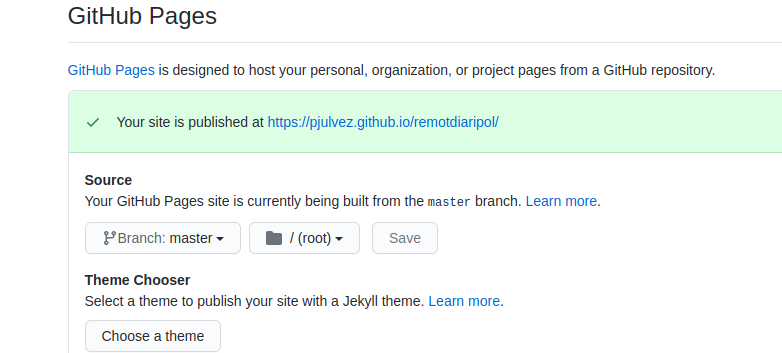 GitHub Pages
GitHub Pages is designed to host your personal, organization, or project pages from a GitHub repository.
Your site is published at https://pjulvez.github.io/remotdiaripol/
Source
Your GitHub Pages site is currently being built from the master branch. Learn more.
Branch: master / (root) Save
Theme Chooser
Select a theme to publish your site with a Jekyll theme. Learn more.
Choose a theme